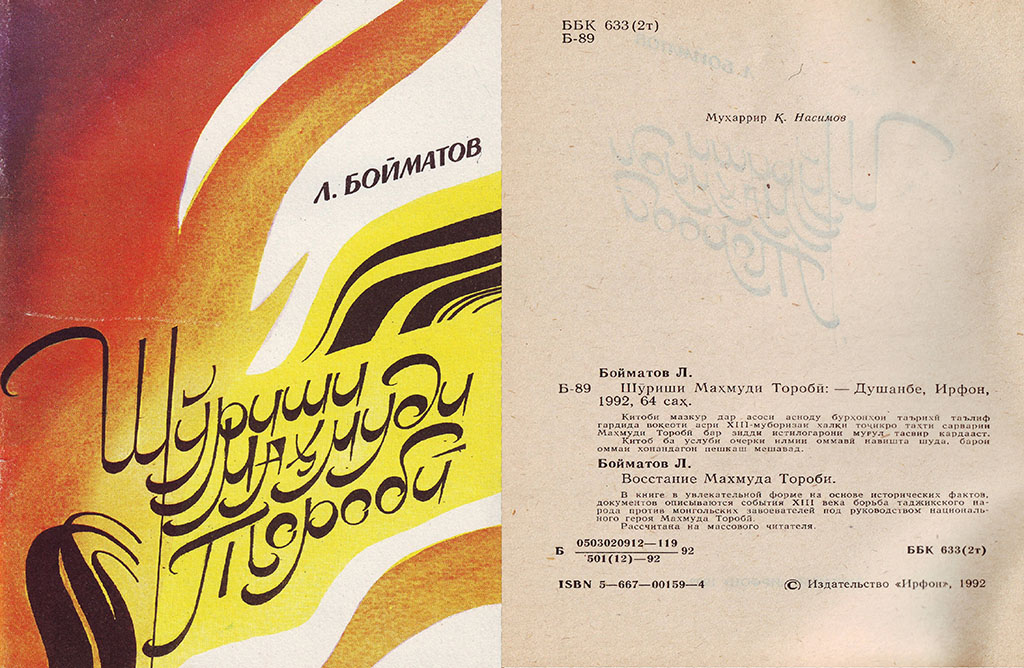 Л. БОЙМАТОВ
Шӯриши
Маҳмуди
Торобӣ
ББК 633(2т)
Б-89
Муҳаррир Қ. Насимов
Бойматов Л.
Б-89 Шӯриши Маҳмуди Торобӣ: — Душанбе, Ирфон,
1992, 64 саҳ.
Китоби мазкур дар асоси асноду бурҳонҳои таърихӣ таълиф
гардида воқеоти асри XIII-муборизаи халқи тоҷикро таҳти сарварии
Маҳмуди Торобӣ бар зидди истилогарони муғул тасвир кардааст.
Китоб ба услуби очерки илмии оммавӣ навишта шуда, барои
оммаи хонандагон пешкаш мешавад.
Бойматов Л.
Восстание Махмуда Тороби.
В книге в увлекательной форме на основе исторических фактов,
документов описываются события XIII века борьба таджикского на-
рода против монгольских завоевателей под руководством националь-
ного героя Махмуда Торобӣ.
Рассчитана на массового читателя.
Б 0503020912—119
501(12)—92 92 ББК 633(2т)
ISBN 5—667—00159—4 © Издательство «Ирфон», 1992